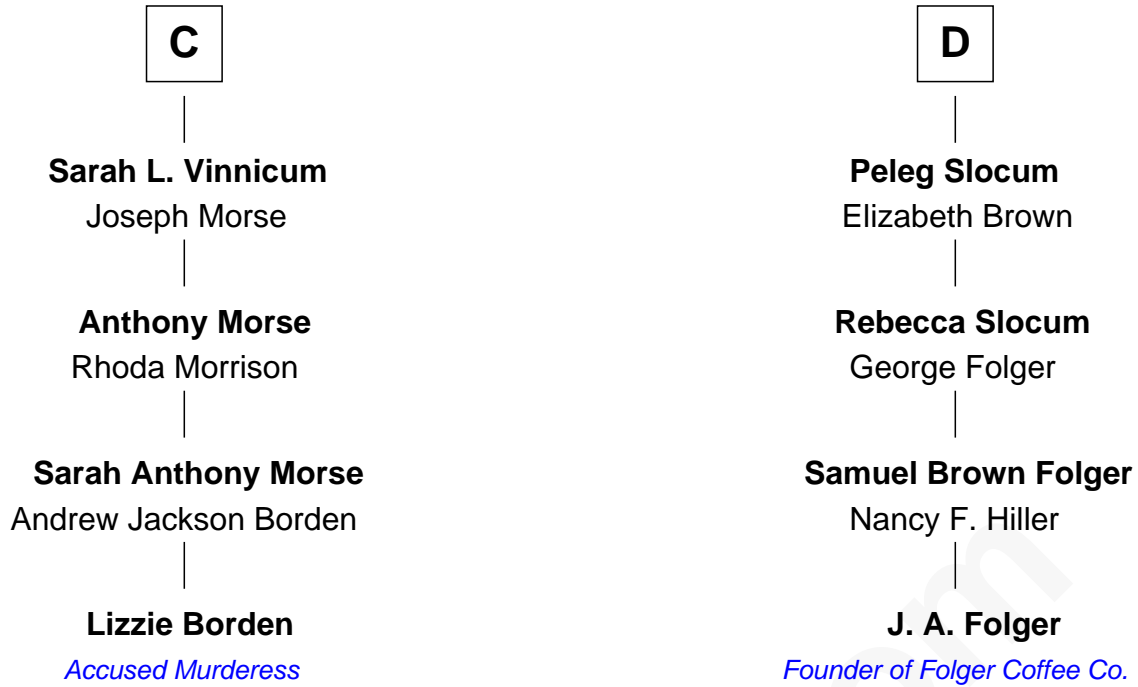 C
Sarah L. Vinnicum
Joseph Morse
Anthony Morse
Rhoda Morrison
Sarah Anthony Morse
Andrew Jackson Borden
Lizzie Borden
Accused Murderess
D
Peleg Slocum
Elizabeth Brown
Rebecca Slocum
George Folger
Samuel Brown Folger
Nancy F. Hiller
J. A. Folger
Founder of Folger Coffee Co.